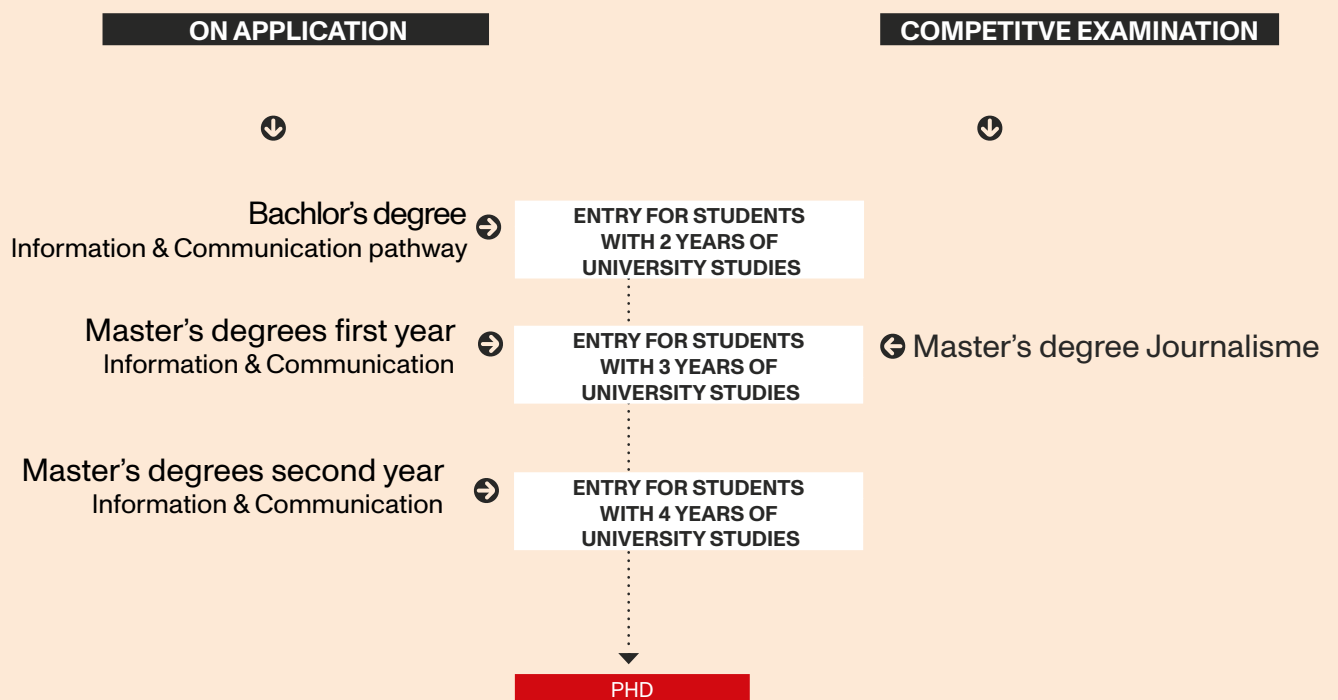 ON APPLICATION
COMPETITVE EXAMINATION
Bachlor's degree
Information & Communication pathway
ENTRY FOR STUDENTS
WITH 2 YEARS OF
UNIVERSITY STUDIES
Master's degrees first year
Information & Communication
ENTRY FOR STUDENTS
WITH 3 YEARS OF
UNIVERSITY STUDIES
Master's degree Journalisme
Master's degrees second year
Information & Communication
ENTRY FOR STUDENTS
WITH 4 YEARS OF
UNIVERSITY STUDIES
PHD